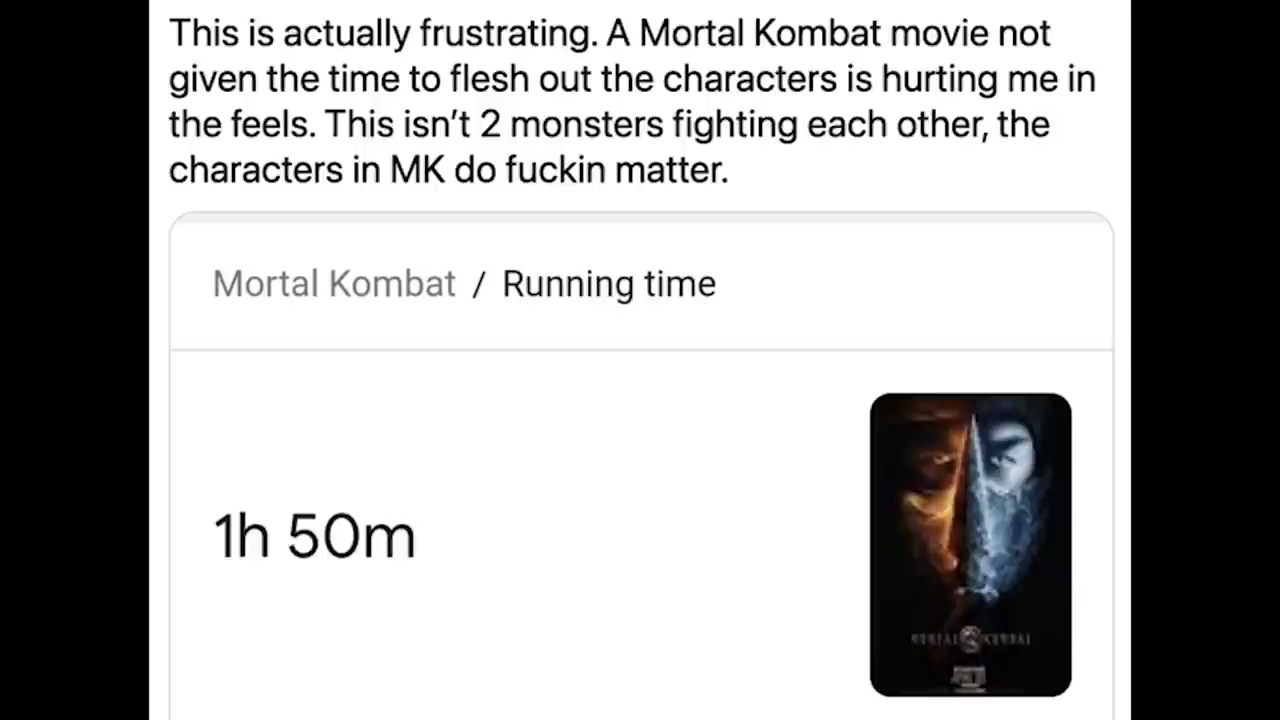 This is actually frustrating. A Mortal Kombat movie not
given the time to flesh out the characters is hurting me in
the feels. This isn’t 2 monsters fighting each other, the
characters in MK do fuckin matter.
Mortal Kombat / Running time
1h 50m
MORTAL KOMBAT